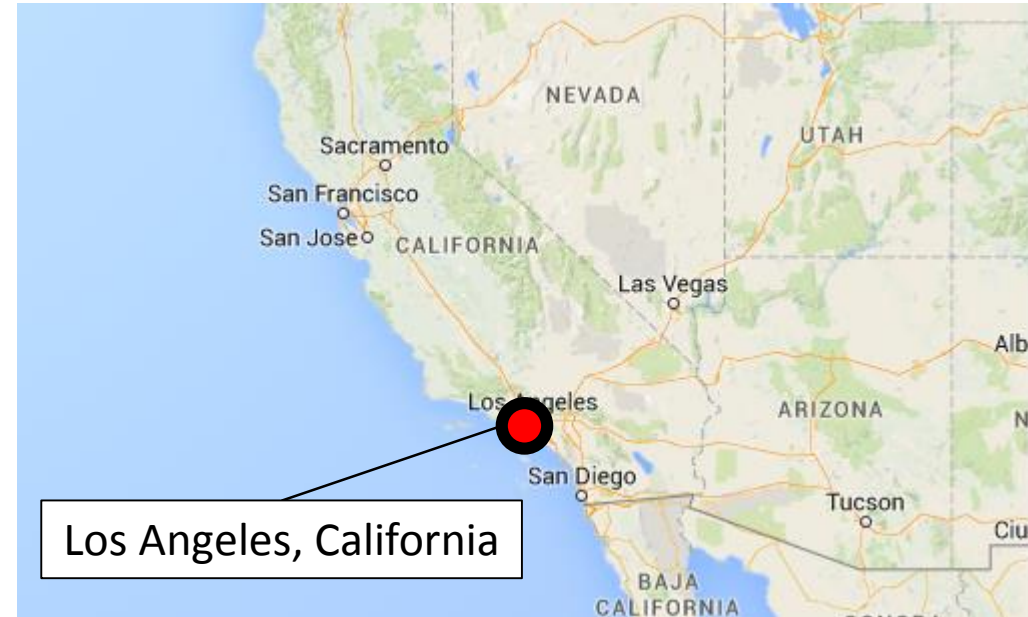 NEVADA
UTAH
Sacramento
San Francisco
San Jose
CALIFORNIA
Las Vegas
Alb
Los Angeles
ARIZONA
N
San Diego
Tucson
Los Angeles, California
Ciu
BAJA
CALIFORNIA